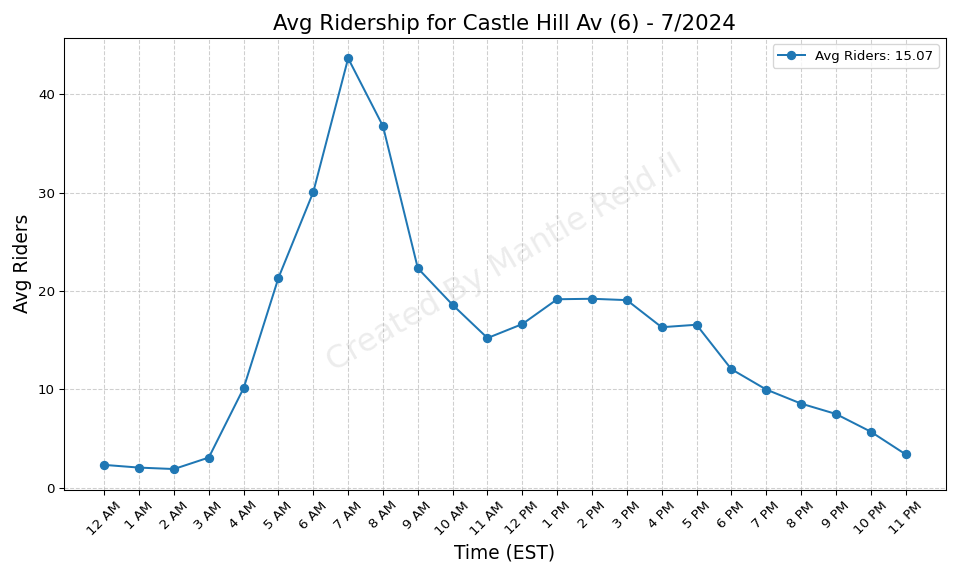 Avg Ridership for Castle Hill Av (6) - 7/2024
Avg Riders: 15.07
Avg Riders
40
30
20
10
0
Created By Mantie Reid II
12 AM
1 AM
2 AM
3 AM
4 AM
5 AM
6 AM
7 AM
8 AM
9 AM
10 AM
11 AM
12 PM
1 PM
2 PM
3 PM
4 PM
5 PM
6 PM
7 PM
8 PM
9 PM
10 PM
11 PM
Time (EST)